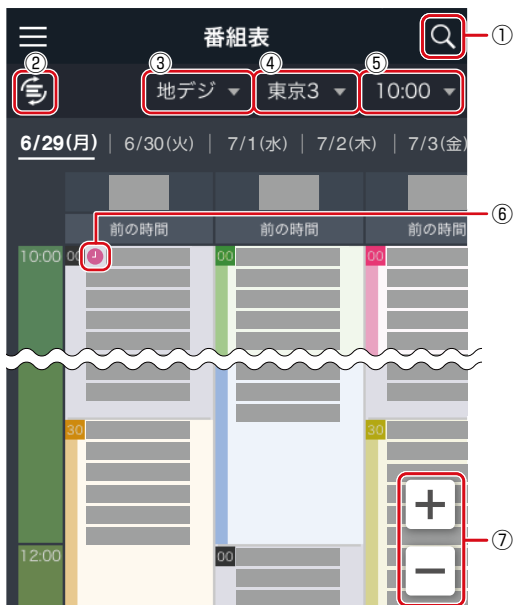 番組表
①
②
③
④
⑤
地デジ ▼
東京3 ▼
10:00 ▼
6/29(月) | 6/30(火) | 7/1(水) | 7/2(木) | 7/3(金)
前の時間 前の時間 前の時間
⑥
10:00 00 00 00
30 30
⑦
12:00 00